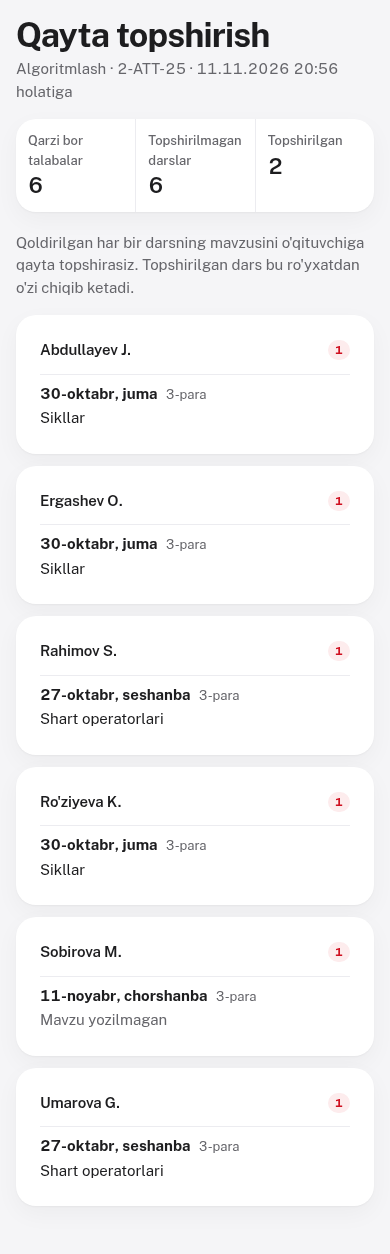 Qayta topshirish
Algoritmlash · 2-ATT-25 · 11.11.2026 20:56
holatiga
Qarzi bor
talabalar
6
Topshirilmagan
darslar
6
Topshirilgan
2
Qoldirilgan har bir darsning mavzusini o'qituvchiga
qayta topshirasiz. Topshirilgan dars bu ro'yxatdan
o'zi chiqib ketadi.
Abdullayev J. 1
30-oktabr, juma 3-para
Sikllar
Ergashev O. 1
30-oktabr, juma 3-para
Sikllar
Rahimov S. 1
27-oktabr, seshanba 3-para
Shart operatorlari
Ro'ziyeva K. 1
30-oktabr, juma 3-para
Sikllar
Sobirova M. 1
11-noyabr, chorshanba 3-para
Mavzu yozilmagan
Umarova G. 1
27-oktabr, seshanba 3-para
Shart operatorlari